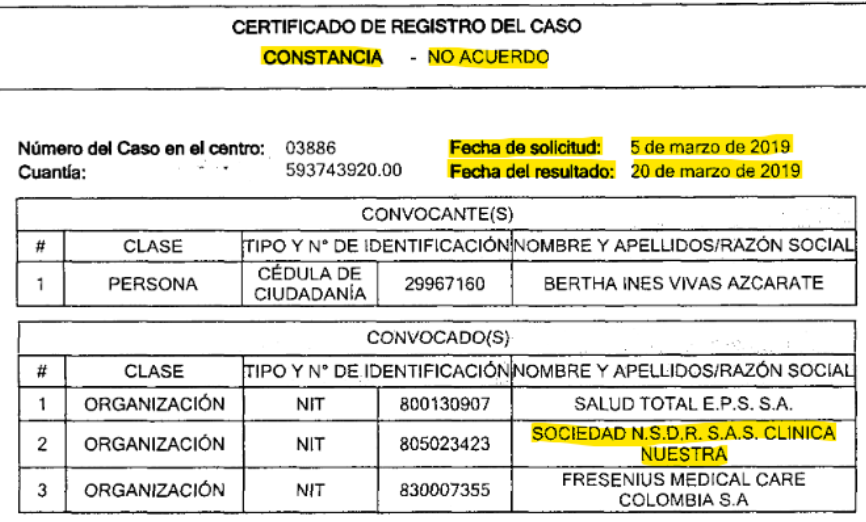 CERTIFICADO DE REGISTRO DEL CASO
CONSTANCIA - NO ACUERDO
Número del Caso en el centro: 03886 Fecha de solicitud: 5 de marzo de 2019
Cuantía: 593743920.00 Fecha del resultado: 20 de marzo de 2019
CONVOCANTE(S)
# CLASE TIPO Y N° DE IDENTIFICACIÓN NOMBRE Y APELLIDOS/RAZÓN SOCIAL
1 PERSONA CÉDULA DE CIUDADANÍA 29967160 BERTHA INES VIVAS AZCARATE
CONVOCADO(S)
# CLASE TIPO Y N° DE IDENTIFICACIÓN NOMBRE Y APELLIDOS/RAZÓN SOCIAL
1 ORGANIZACIÓN NIT 800130907 SALUD TOTAL E.P.S. S.A.
2 ORGANIZACIÓN NIT 805023423 SOCIEDAD N.S.D.R. S.A.S. CLINICA NUESTRA
3 ORGANIZACIÓN NIT 830007355 FRESENIUS MEDICAL CARE COLOMBIA S.A